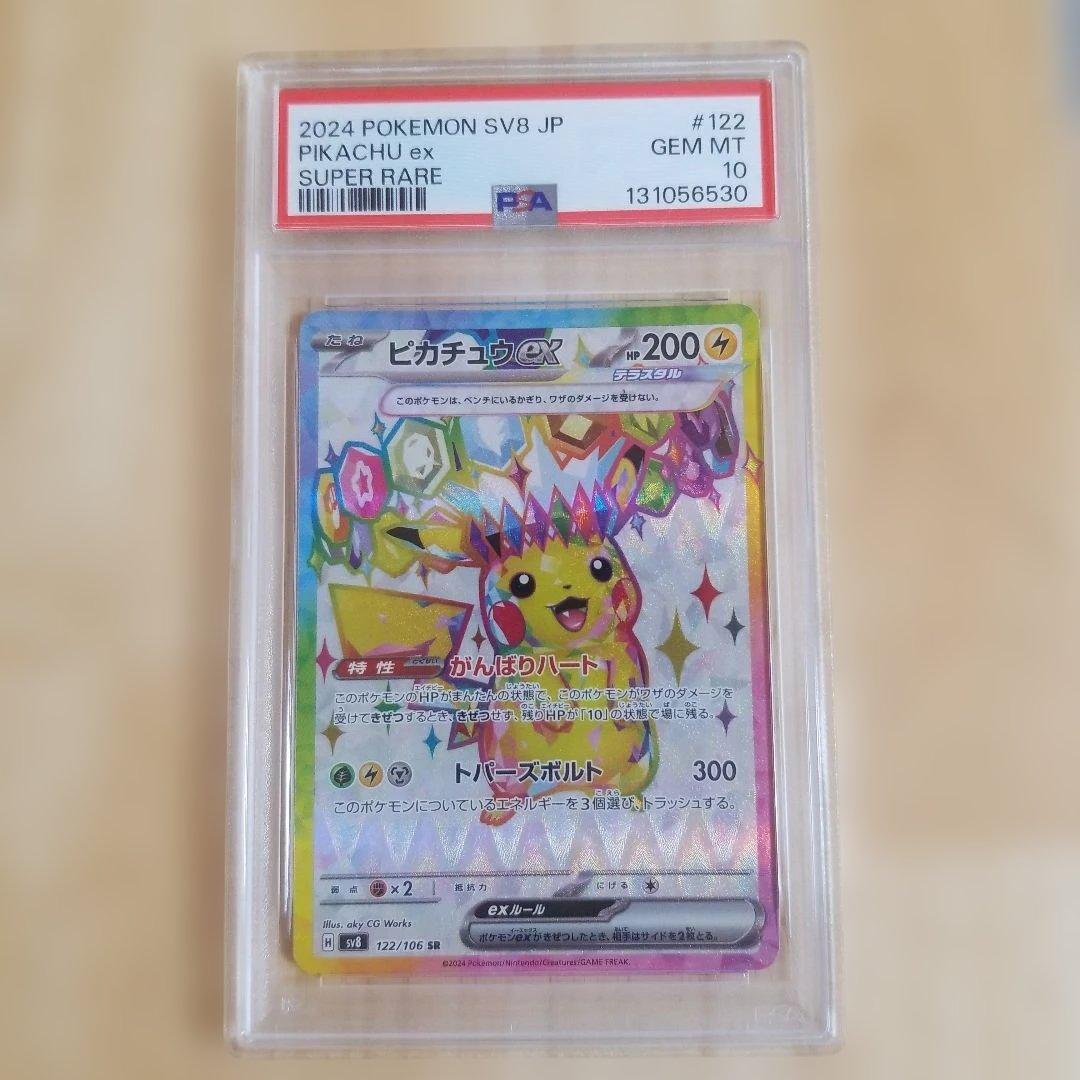 2024 POKEMON SV8 JP #122
PIKACHU ex GEM MT
SUPER RARE 10
PSA 131056530
たね ピカチュウex HP200
テラスタル
このポケモンは、ベンチにいるかぎり、ワザのダメージを受けない。
特性 とくせい がんばりハート
このポケモンのHPがまんたんの状態で、このポケモンがワザのダメージを
受けてきぜつするとき、きぜつせず、残りHPが「10」の状態で場に残る。
トパーズボルト 300
このポケモンについているエネルギーを3個選び、トラッシュする。
弱点 ×2 抵抗力 にげる
exルール
ポケモンexがきぜつしたとき、相手はサイドを2枚とる。
Illus. aky CG Works
H sv8 122/106 SR
©2024 Pokémon/Nintendo/Creatures/GAME FREAK.